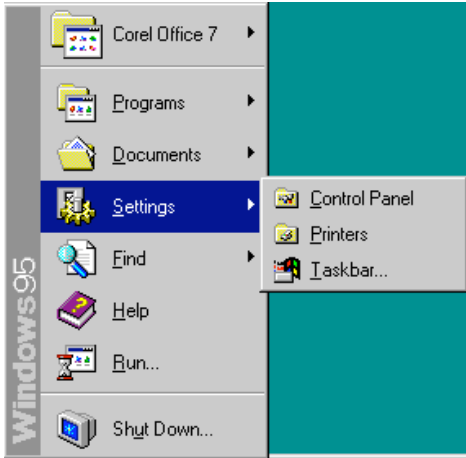 Corel Office 7
Programs
Documents
Settings
Control Panel
Printers
Taskbar...
Find
Help
Run...
Shut Down...
Windows95